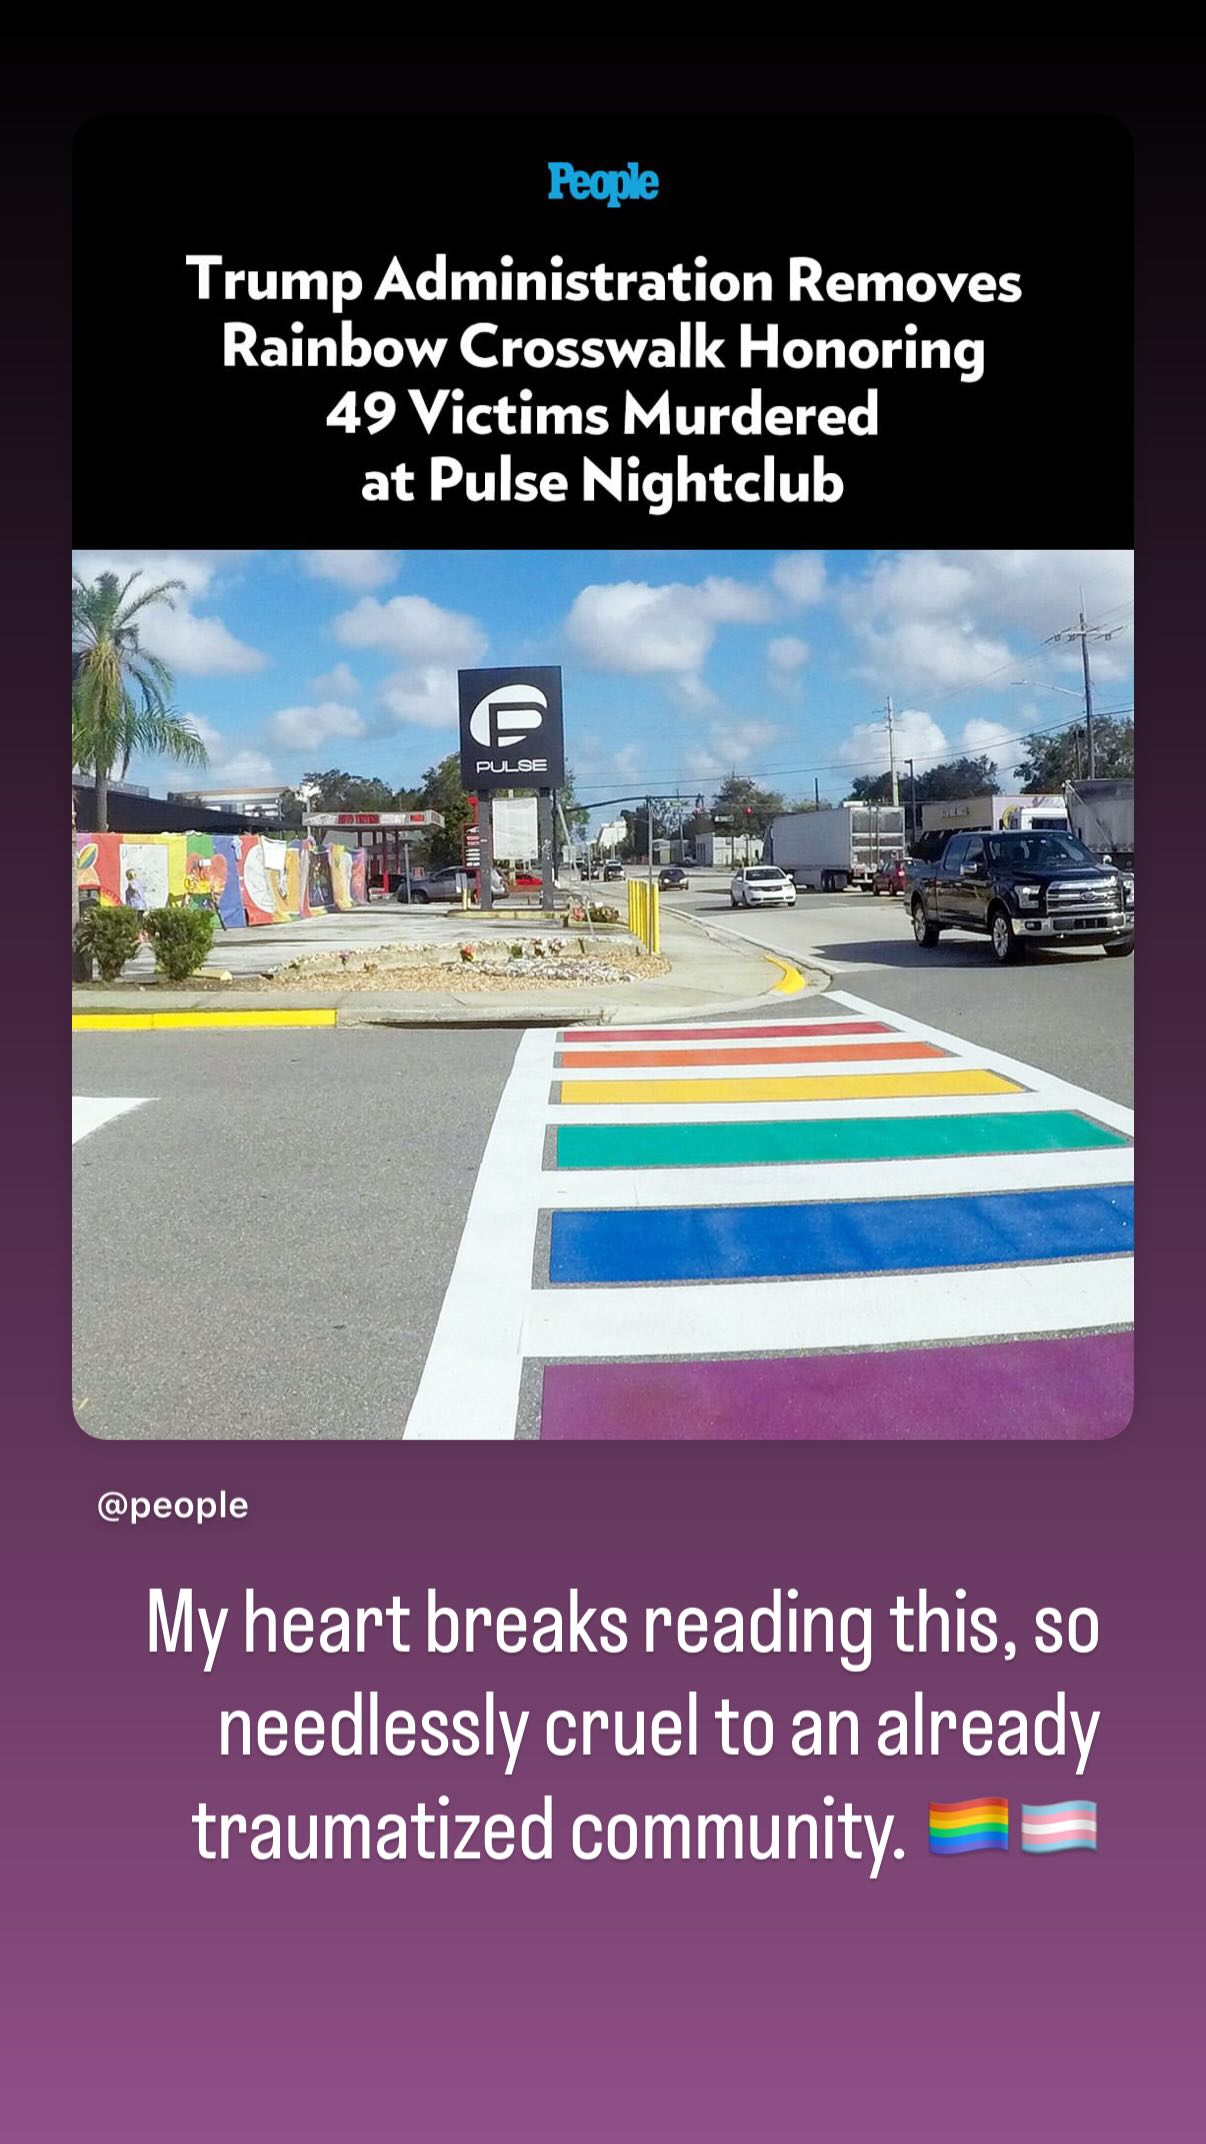 People
Trump Administration Removes
Rainbow Crosswalk Honoring
49 Victims Murdered
at Pulse Nightclub
PULSE
@people
My heart breaks reading this, so
needlessly cruel to an already
traumatized community. 🏳️‍🌈🏳️‍⚧️